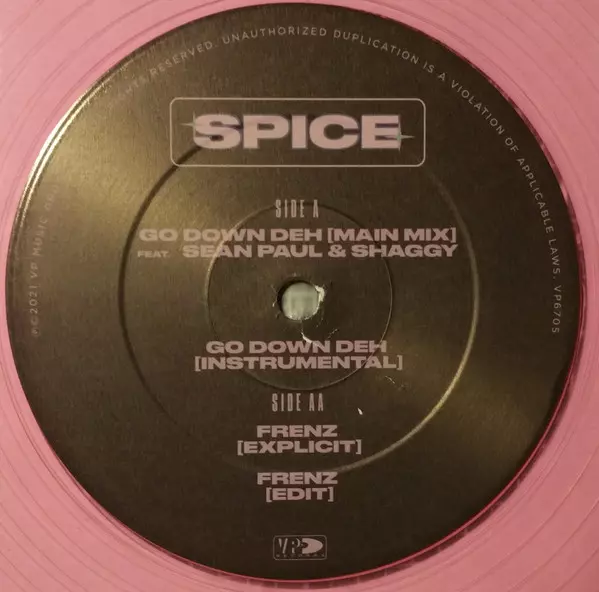 SPICE
SIDE A
GO DOWN DEH [MAIN MIX]
FEAT. SEAN PAUL & SHAGGY
GO DOWN DEH
[INSTRUMENTAL]
SIDE AA
FRENZ
[EXPLICIT]
FRENZ
[EDIT]
VP
RECORDS
2021 VP MUSIC
RESERVED. UNAUTHORIZED DUPLICATION IS A VIOLATION OF APPLICABLE LAWS. VP6705